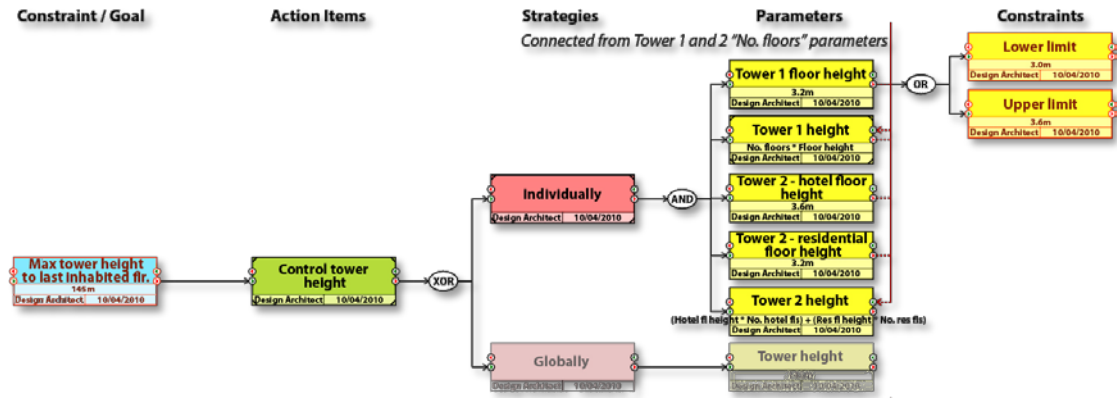 Constraint / Goal
Action Items
Strategies
Parameters
Constraints
Connected from Tower 1 and 2 “No. floors” parameters
Max tower height
to last inhabited flr.
145m
Design Architect 10/04/2010
Control tower
height
Design Architect 10/04/2010
XOR
Individually
Design Architect 10/04/2010
Globally
Design Architect 10/04/2010
AND
Tower 1 floor height
3.2m
Design Architect 10/04/2010
Tower 1 height
No. floors * Floor height
Design Architect 10/04/2010
Tower 2 - hotel floor
height
3.6m
Design Architect 10/04/2010
Tower 2 - residential
floor height
3.2m
Design Architect 10/04/2010
Tower 2 height
(Hotel fl height * No. hotel fls) + (Res fl height * No. res fls)
Design Architect 10/04/2010
Tower height
OR
Lower limit
3.0m
Design Architect 10/04/2010
Upper limit
3.6m
Design Architect 10/04/2010